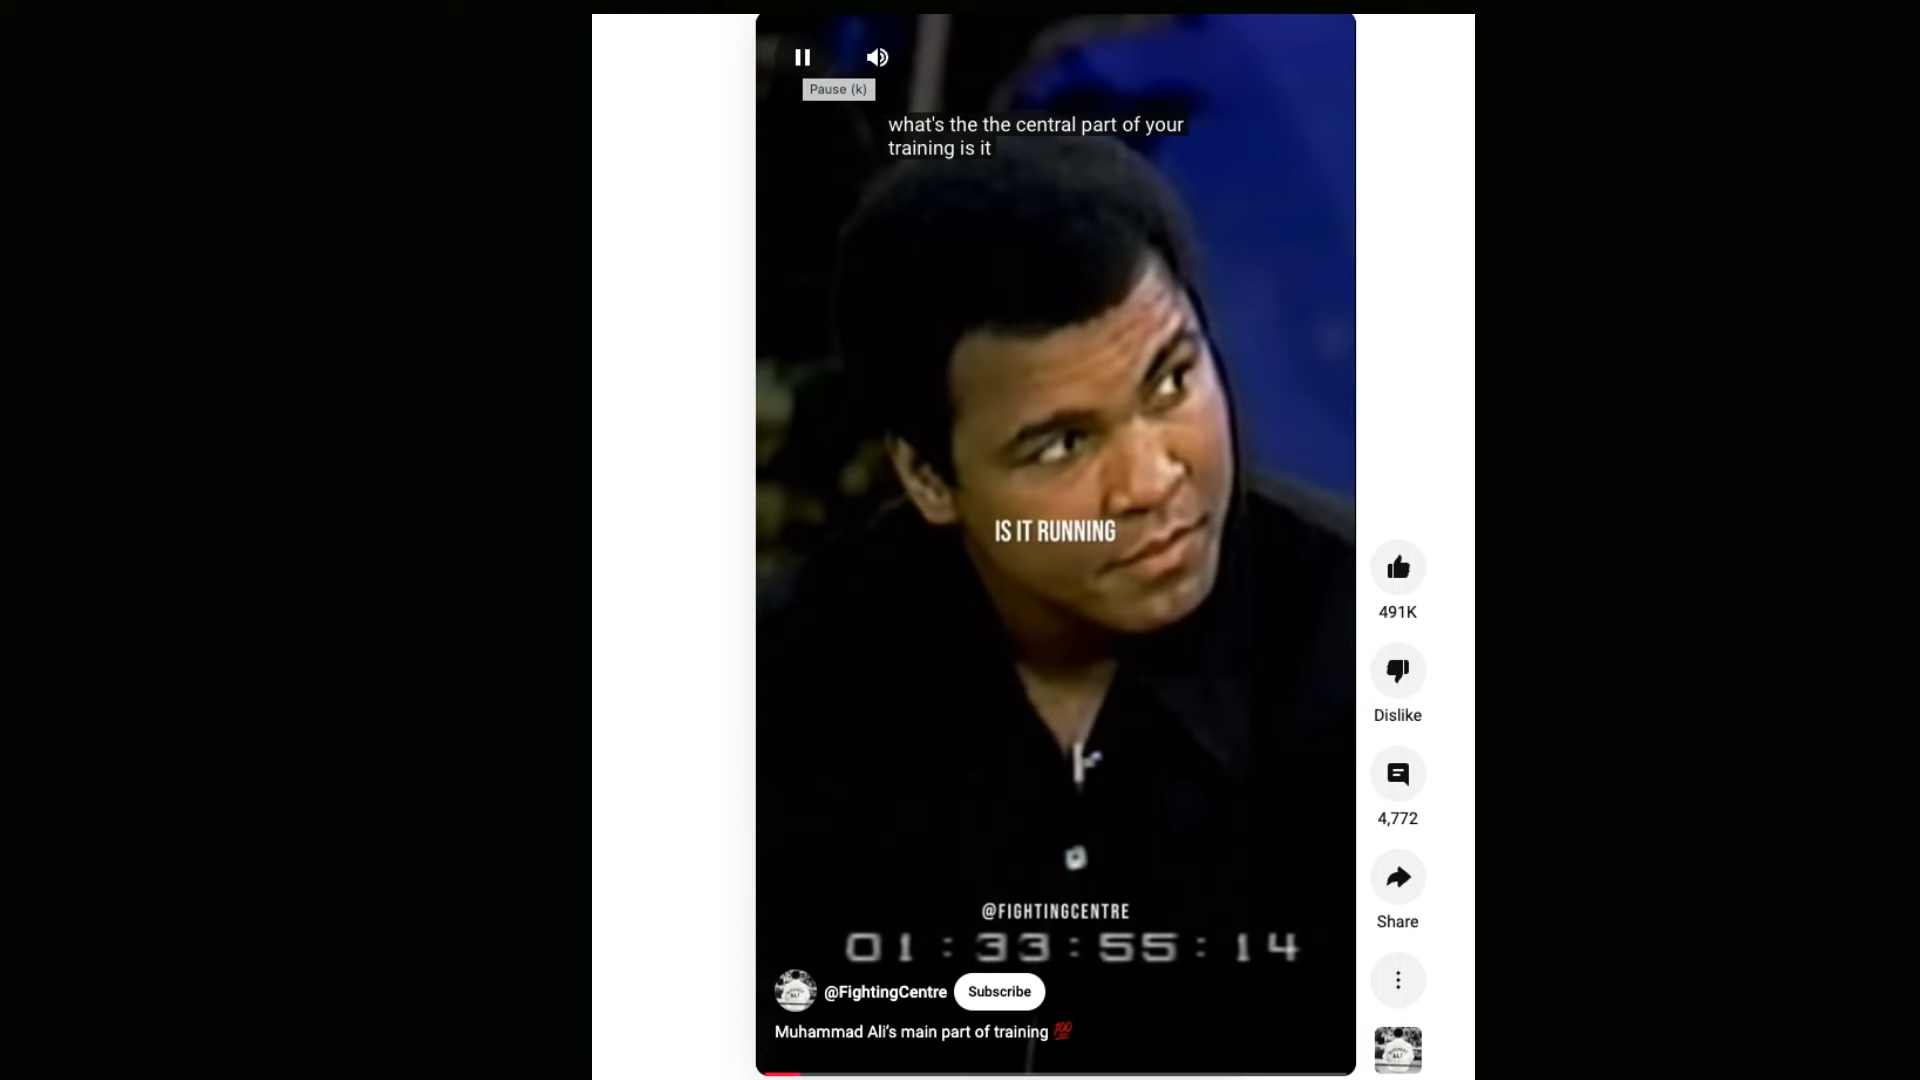 Pause (k)
what's the the central part of your
training is it
IS IT RUNNING
491K
Dislike
4,772
@FIGHTINGCENTRE
Share
01:33:55:14
@FightingCentre Subscribe
Muhammad Ali's main part of training 💯